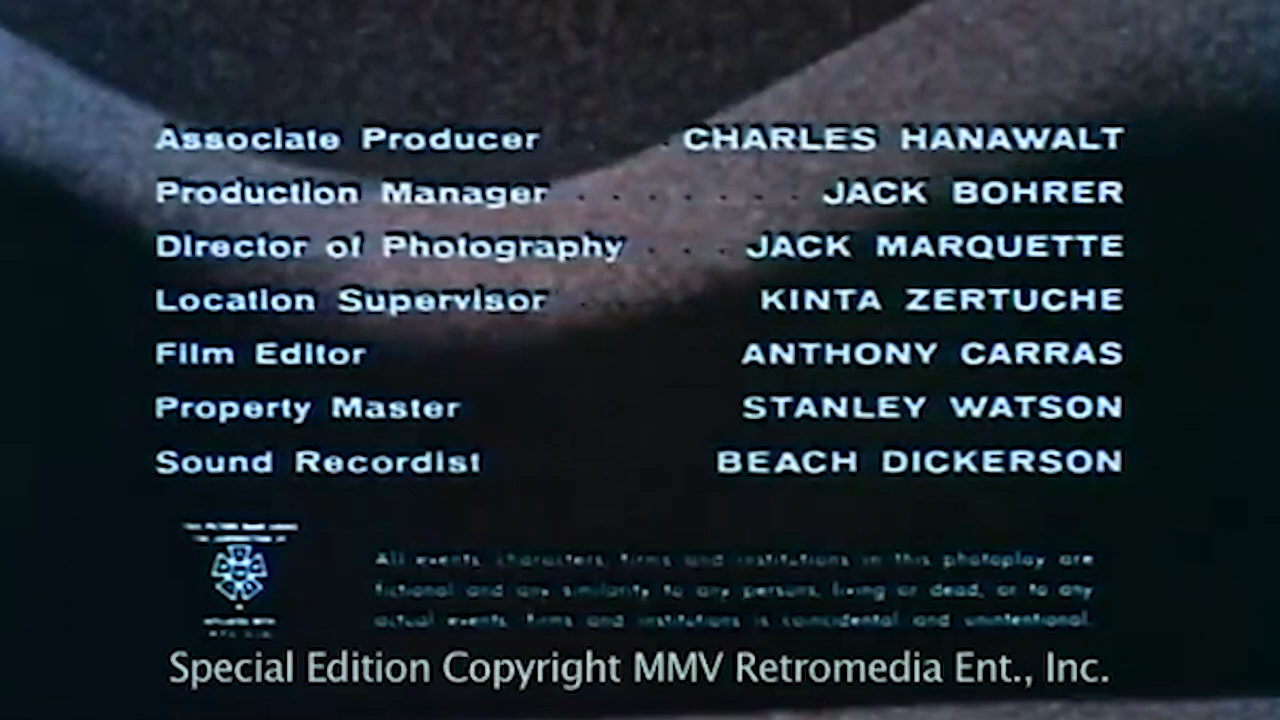 Associate Producer . . . CHARLES HANAWALT
Production Manager . . . . . . . JACK BOHRER
Director of Photography . . . . JACK MARQUETTE
Location Supervisor . . KINTA ZERTUCHE
Film Editor ANTHONY CARRAS
Property Master STANLEY WATSON
Sound Recordist BEACH DICKERSON
All events, characters, firms and institutions in this photoplay are
fictional and any similarity to any persons, living or dead, or to any
actual events, firms and institutions is coincidental and unintentional.
Special Edition Copyright MMV Retromedia Ent., Inc.